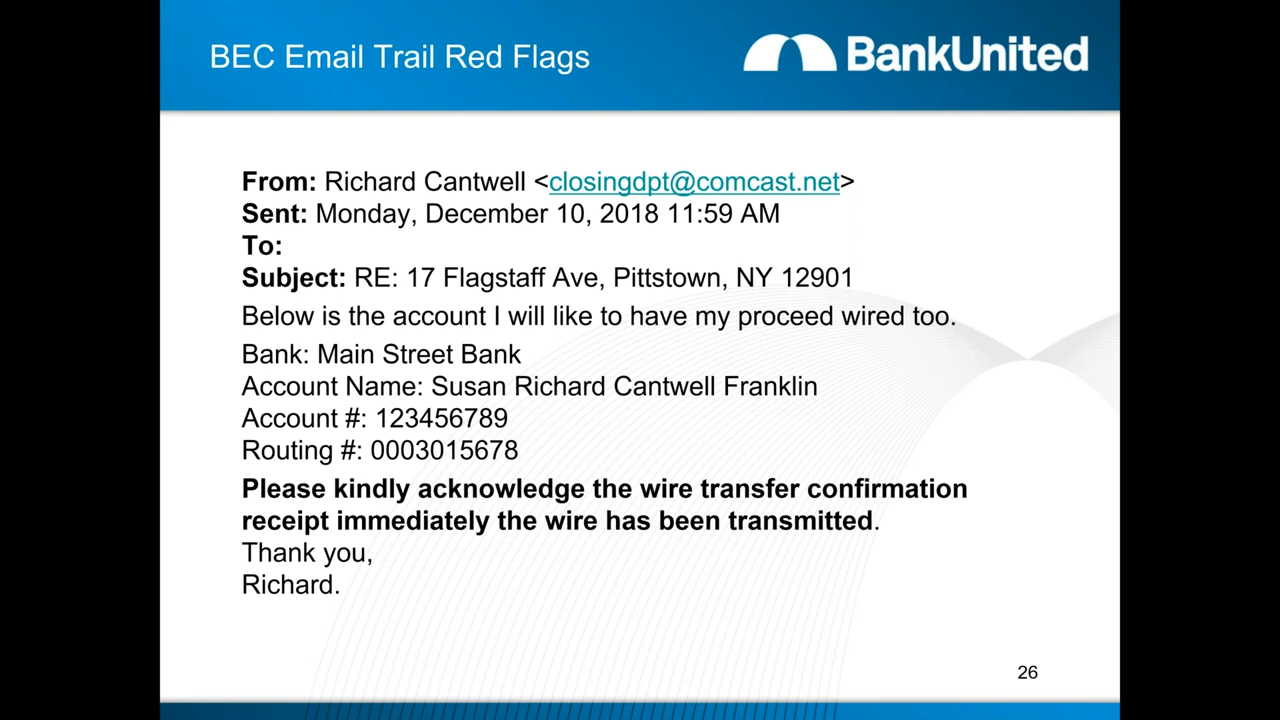 BEC Email Trail Red Flags
BankUnited
From: Richard Cantwell <closingdpt@comcast.net>
Sent: Monday, December 10, 2018 11:59 AM
To:
Subject: RE: 17 Flagstaff Ave, Pittstown, NY 12901
Below is the account I will like to have my proceed wired too.
Bank: Main Street Bank
Account Name: Susan Richard Cantwell Franklin
Account #: 123456789
Routing #: 0003015678
Please kindly acknowledge the wire transfer confirmation
receipt immediately the wire has been transmitted.
Thank you,
Richard.
26